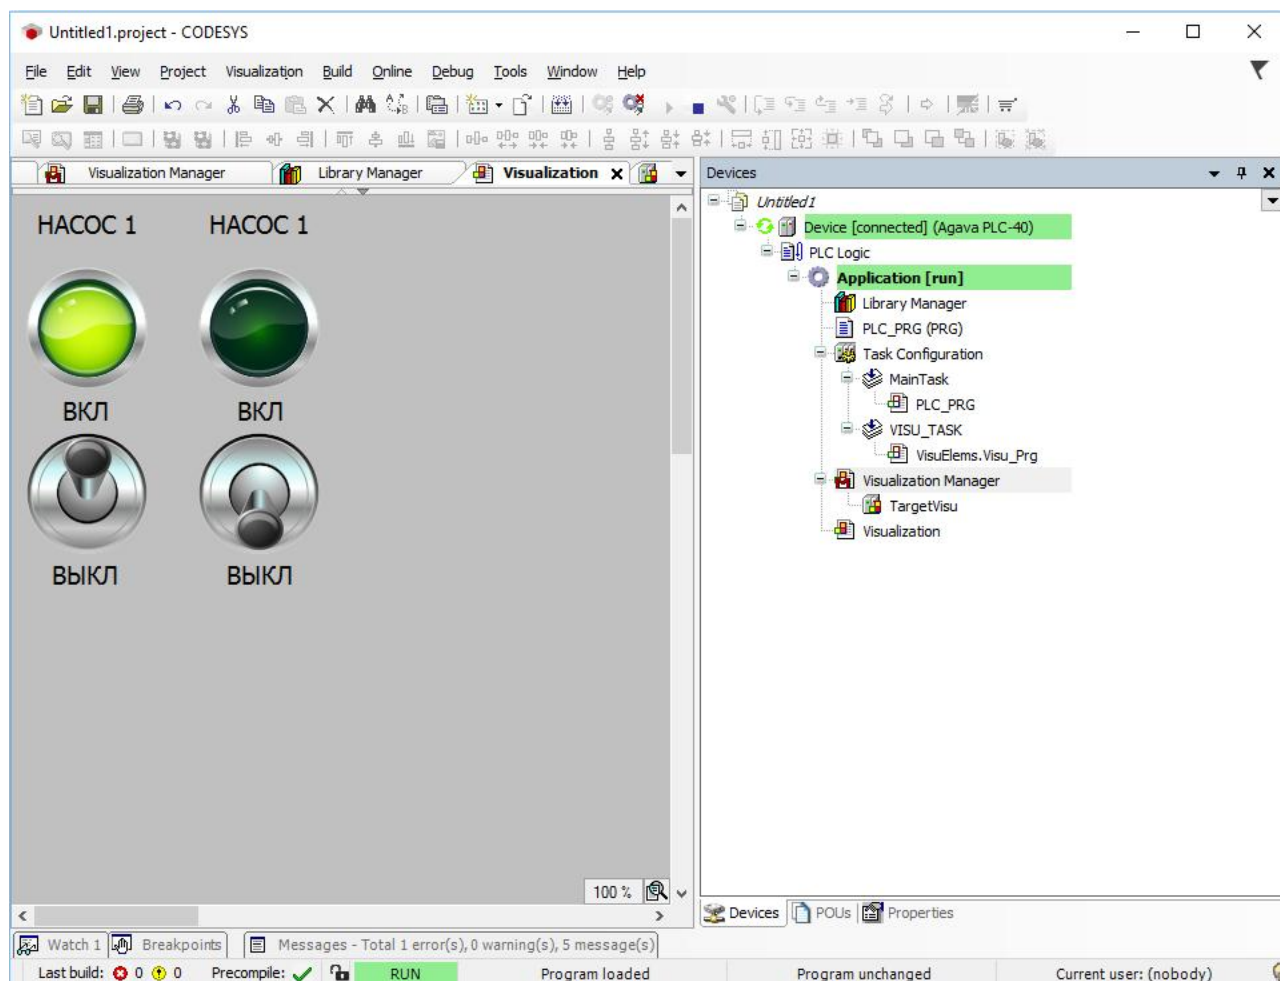 Untitled1.project - CODESYS
File Edit View Project Visualization Build Online Debug Tools Window Help
Visualization Manager Library Manager Visualization
НАСОС 1 НАСОС 1
ВКЛ ВКЛ
ВЫКЛ ВЫКЛ
100 %
Devices
Untitled1
Device [connected] (Agava PLC-40)
PLC Logic
Application [run]
Library Manager
PLC_PRG (PRG)
Task Configuration
MainTask
PLC_PRG
VISU_TASK
VisuElems.Visu_Prg
Visualization Manager
TargetVisu
Visualization
Devices POUs Properties
Watch 1 Breakpoints Messages - Total 1 error(s), 0 warning(s), 5 message(s)
Last build: 0 0 Precompile: RUN Program loaded Program unchanged Current user: (nobody)